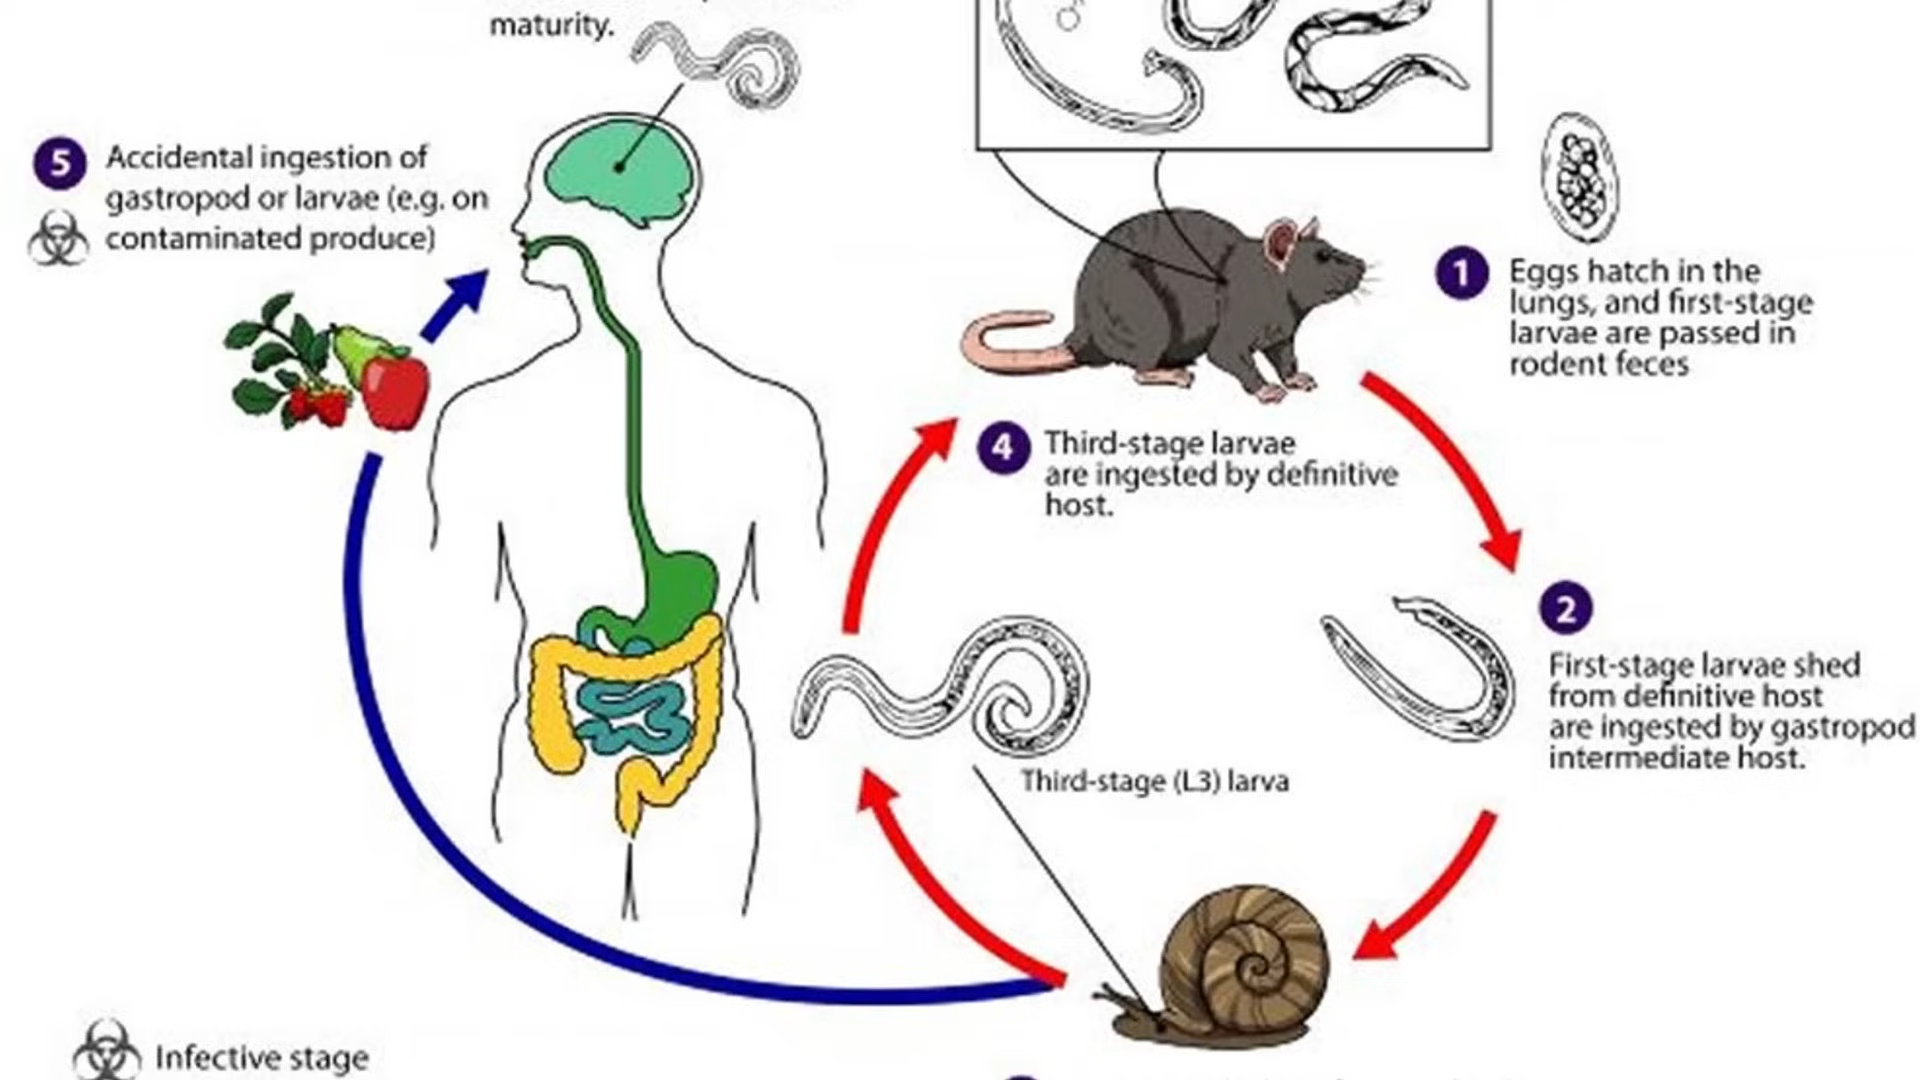 maturity.
5
Accidental ingestion of
gastropod or larvae (e.g. on
contaminated produce)
1
Eggs hatch in the
lungs, and first-stage
larvae are passed in
rodent feces
4
Third-stage larvae
are ingested by definitive
host.
2
First-stage larvae shed
from definitive host
are ingested by gastropod
intermediate host.
Third-stage (L3) larva
Infective stage